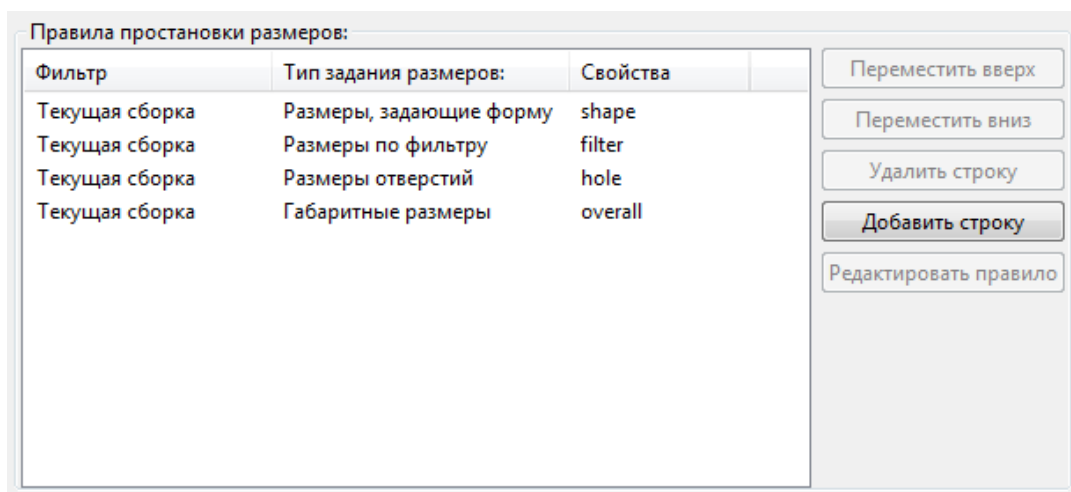 Правила простановки размеров:
Фильтр Тип задания размеров: Свойства
Текущая сборка Размеры, задающие форму shape
Текущая сборка Размеры по фильтру filter
Текущая сборка Размеры отверстий hole
Текущая сборка Габаритные размеры overall
Переместить вверх
Переместить вниз
Удалить строку
Добавить строку
Редактировать правило